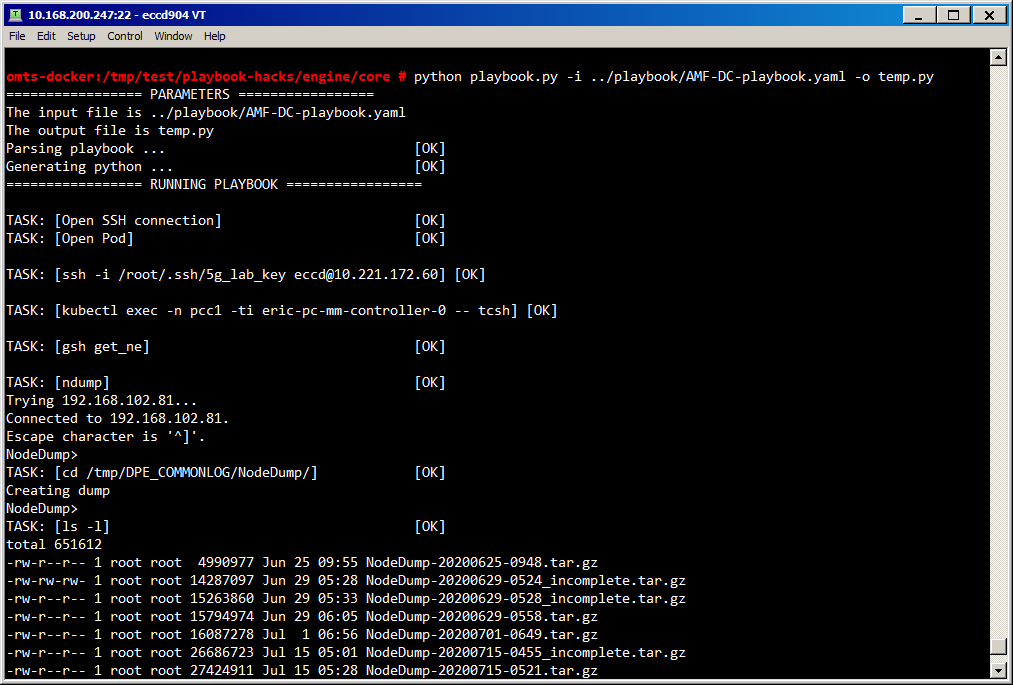 10.168.200.247:22 - eccd904 VT
File Edit Setup Control Window Help
omts-docker:/tmp/test/playbook-hacks/engine/core # python playbook.py -i ../playbook/AMF-DC-playbook.yaml -o temp.py
================= PARAMETERS =================
The input file is ../playbook/AMF-DC-playbook.yaml
The output file is temp.py
Parsing playbook ... [OK]
Generating python ... [OK]
================= RUNNING PLAYBOOK =================
TASK: [Open SSH connection] [OK]
TASK: [Open Pod] [OK]
TASK: [ssh -i /root/.ssh/5g_lab_key eccd@10.221.172.60] [OK]
TASK: [kubectl exec -n pcc1 -ti eric-pc-mm-controller-0 -- tcsh] [OK]
TASK: [gsh get_ne] [OK]
TASK: [ndump] [OK]
Trying 192.168.102.81...
Connected to 192.168.102.81.
Escape character is '^]'.
NodeDump>
TASK: [cd /tmp/DPE_COMMONLOG/NodeDump/] [OK]
Creating dump
NodeDump>
TASK: [ls -l] [OK]
total 651612
-rw-r--r-- 1 root root  4990977 Jun 25 09:55 NodeDump-20200625-0948.tar.gz
-rw-rw-rw- 1 root root 14287097 Jun 29 05:28 NodeDump-20200629-0524_incomplete.tar.gz
-rw-r--r-- 1 root root 15263860 Jun 29 05:33 NodeDump-20200629-0528_incomplete.tar.gz
-rw-r--r-- 1 root root 15794974 Jun 29 06:05 NodeDump-20200629-0558.tar.gz
-rw-r--r-- 1 root root 16087278 Jul  1 06:56 NodeDump-20200701-0649.tar.gz
-rw-r--r-- 1 root root 26686723 Jul 15 05:01 NodeDump-20200715-0455_incomplete.tar.gz
-rw-r--r-- 1 root root 27424911 Jul 15 05:28 NodeDump-20200715-0521.tar.gz